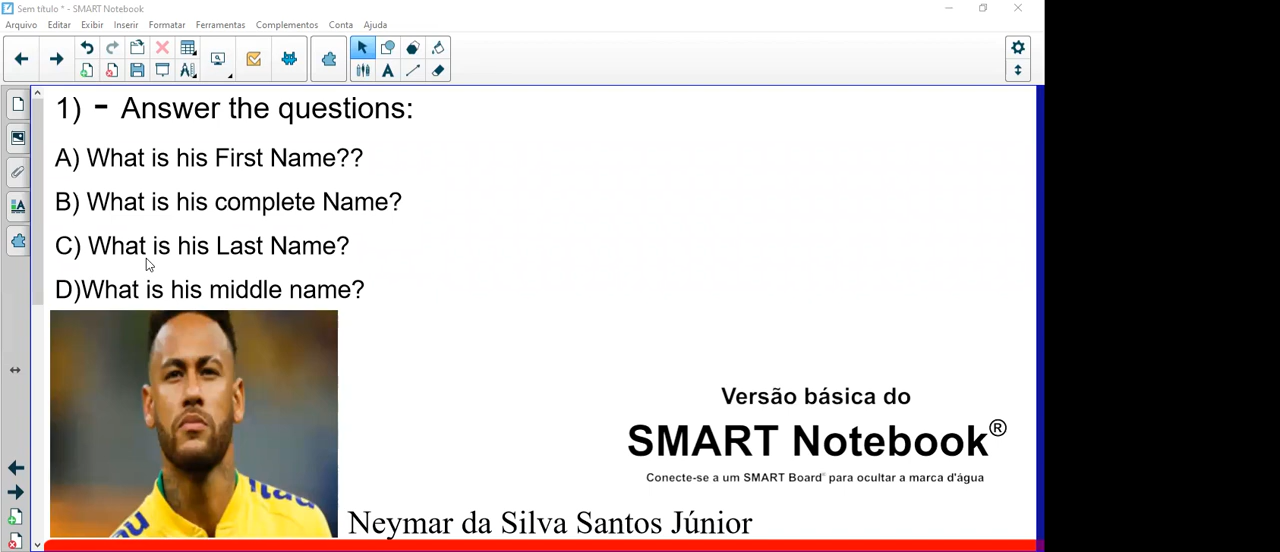 Sem título * - SMART Notebook
Arquivo Editar Exibir Inserir Formatar Ferramentas Complementos Conta Ajuda
1) - Answer the questions:
A) What is his First Name??
B) What is his complete Name?
C) What is his Last Name?
D)What is his middle name?
Versão básica do
SMART Notebook®
Conecte-se a um SMART Board® para ocultar a marca d'água
Neymar da Silva Santos Júnior